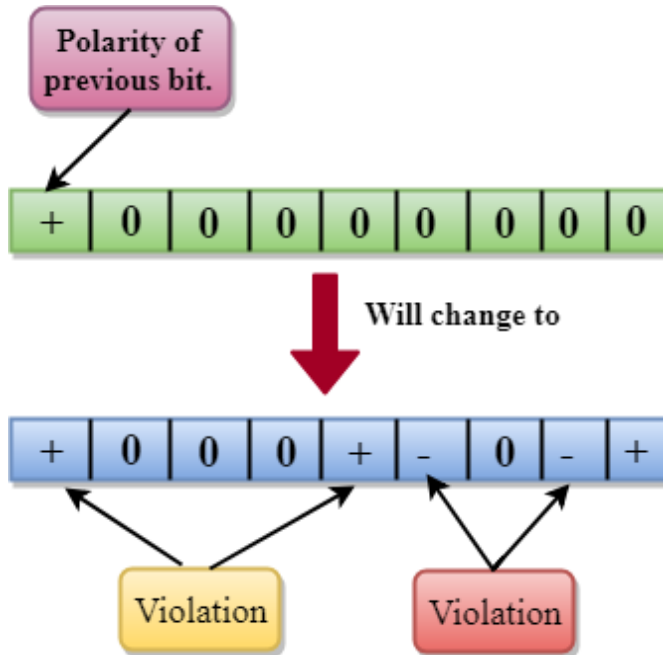 Polarity of
previous bit.
+ 0 0 0 0 0 0 0 0
Will change to
+ 0 0 0 + - 0 - +
Violation Violation